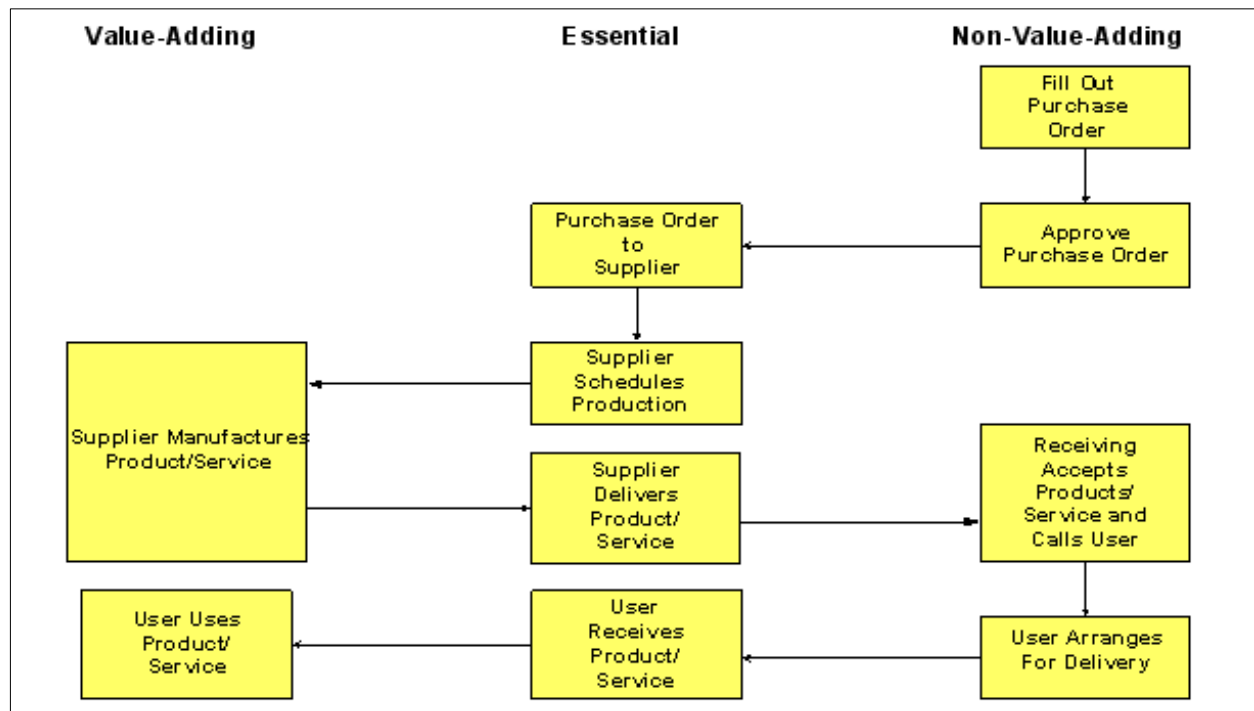 Value-Adding
Essential
Non-Value-Adding
Fill Out
Purchase
Order
Purchase Order
to
Supplier
Approve
Purchase Order
Supplier
Schedules
Production
Supplier Manufactures
Product/Service
Supplier
Delivers
Product/
Service
Receiving
Accepts
Products/
Service and
Calls User
User Uses
Product/
Service
User
Receives
Product/
Service
User Arranges
For Delivery